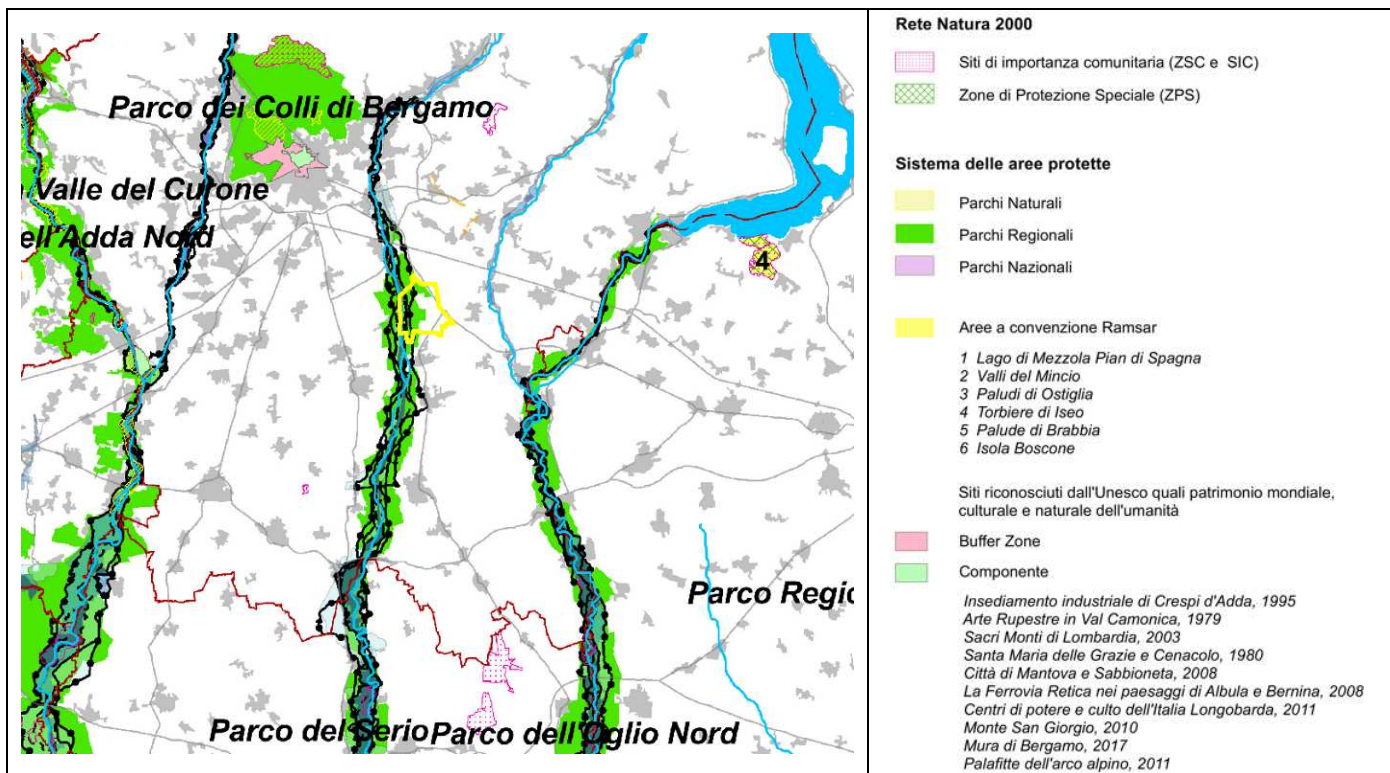 Parco dei Colli di Bergamo
Valle del Curone
ell'Adda Nord
4
Parco Regio
Parco del Serio
Parco dell'Oglio Nord
Rete Natura 2000
Siti di importanza comunitaria (ZSC e SIC)
Zone di Protezione Speciale (ZPS)
Sistema delle aree protette
Parchi Naturali
Parchi Regionali
Parchi Nazionali
Aree a convenzione Ramsar
1 Lago di Mezzola Pian di Spagna
2 Valli del Mincio
3 Paludi di Ostiglia
4 Torbiere di Iseo
5 Palude di Brabbia
6 Isola Boscone
Siti riconosciuti dall'Unesco quali patrimonio mondiale,
culturale e naturale dell'umanità
Buffer Zone
Componente
Insediamento industriale di Crespi d'Adda, 1995
Arte Rupestre in Val Camonica, 1979
Sacri Monti di Lombardia, 2003
Santa Maria delle Grazie e Cenacolo, 1980
Città di Mantova e Sabbioneta, 2008
La Ferrovia Retica nei paesaggi di Albula e Bernina, 2008
Centri di potere e culto dell'Italia Longobarda, 2011
Monte San Giorgio, 2010
Mura di Bergamo, 2017
Palafitte dell'arco alpino, 2011